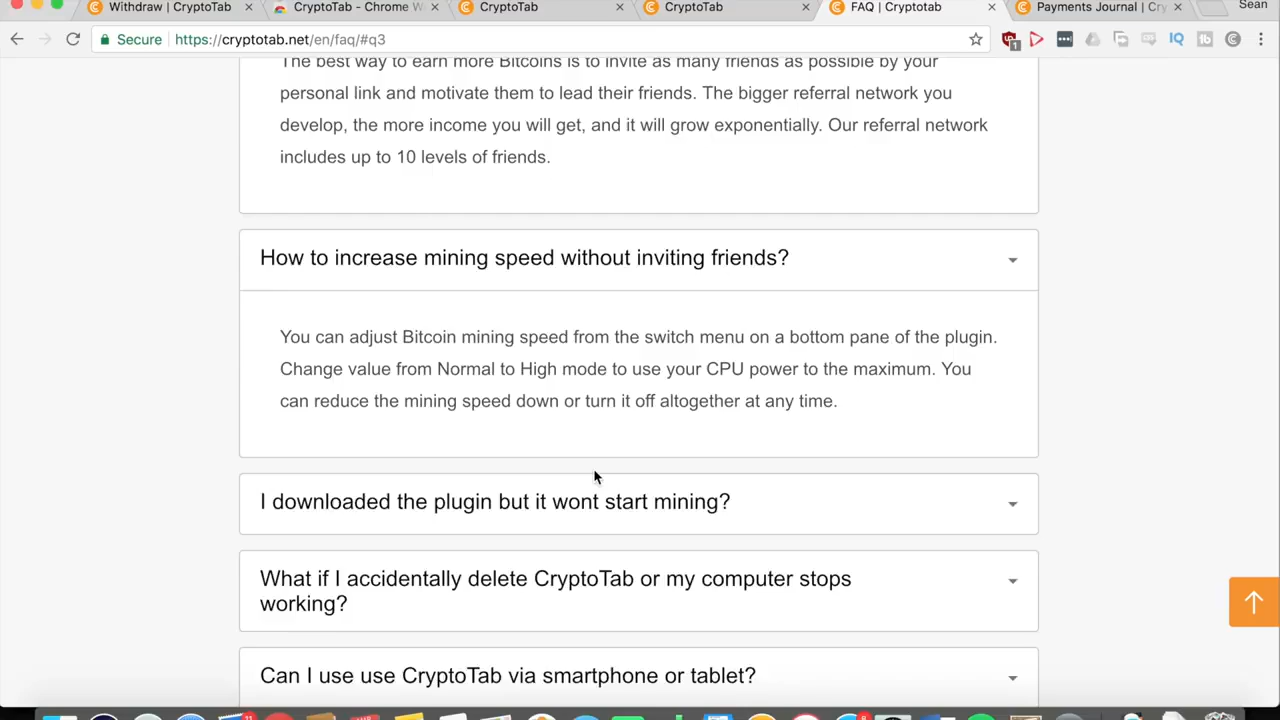 Withdraw | CryptoTab
CryptoTab - Chrome W
CryptoTab
CryptoTab
FAQ | Cryptotab
Payments Journal | Cry
Sean
Secure
https://cryptotab.net/en/faq/#q3
The best way to earn more Bitcoins is to invite as many friends as possible by your
personal link and motivate them to lead their friends. The bigger referral network you
develop, the more income you will get, and it will grow exponentially. Our referral network
includes up to 10 levels of friends.
How to increase mining speed without inviting friends?
You can adjust Bitcoin mining speed from the switch menu on a bottom pane of the plugin.
Change value from Normal to High mode to use your CPU power to the maximum. You
can reduce the mining speed down or turn it off altogether at any time.
I downloaded the plugin but it wont start mining?
What if I accidentally delete CryptoTab or my computer stops
working?
Can I use use CryptoTab via smartphone or tablet?